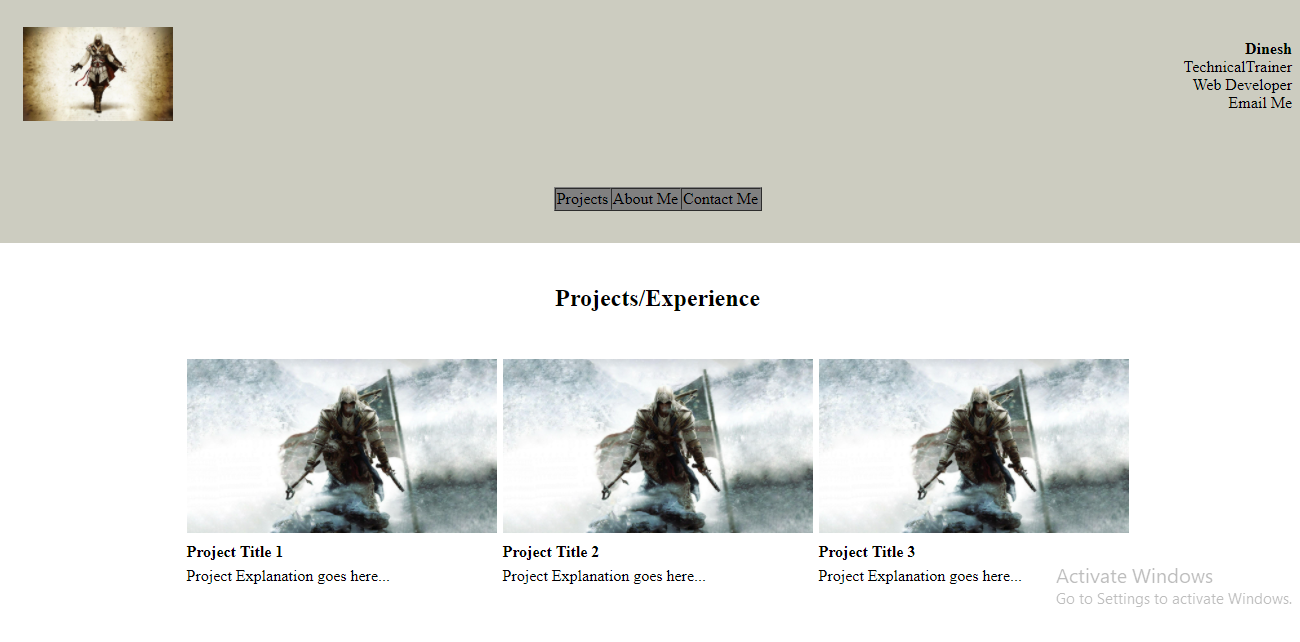 Dinesh
TechnicalTrainer
Web Developer
Email Me
Projects About Me Contact Me
Projects/Experience
Project Title 1 Project Title 2 Project Title 3
Project Explanation goes here... Project Explanation goes here... Project Explanation goes here...
Activate Windows
Go to Settings to activate Windows.